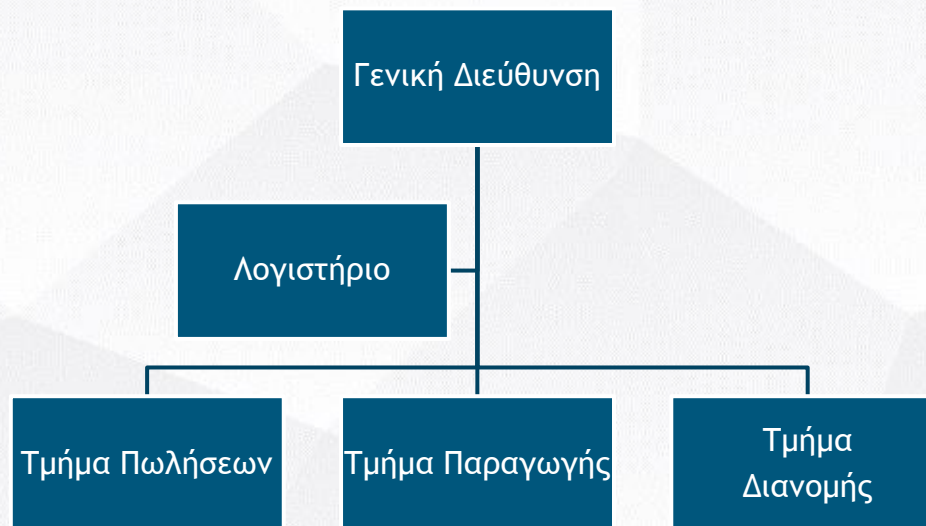 Γενική Διεύθυνση
Λογιστήριο
Τμήμα Πωλήσεων
Τμήμα Παραγωγής
Τμήμα
Διανομής